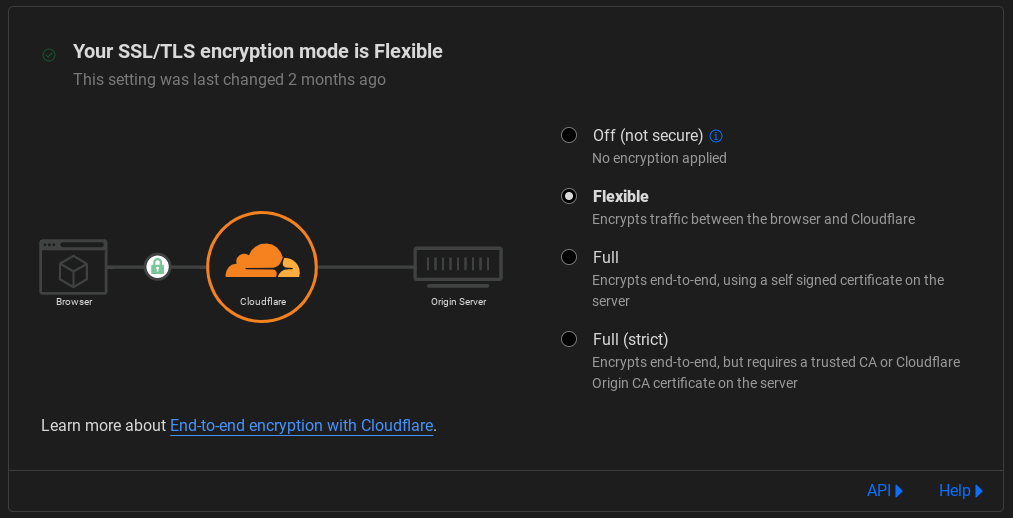 Your SSL/TLS encryption mode is Flexible
This setting was last changed 2 months ago
Browser
Cloudflare
Origin Server
Off (not secure)
No encryption applied
Flexible
Encrypts traffic between the browser and Cloudflare
Full
Encrypts end-to-end, using a self signed certificate on the
server
Full (strict)
Encrypts end-to-end, but requires a trusted CA or Cloudflare
Origin CA certificate on the server
Learn more about End-to-end encryption with Cloudflare.
API
Help